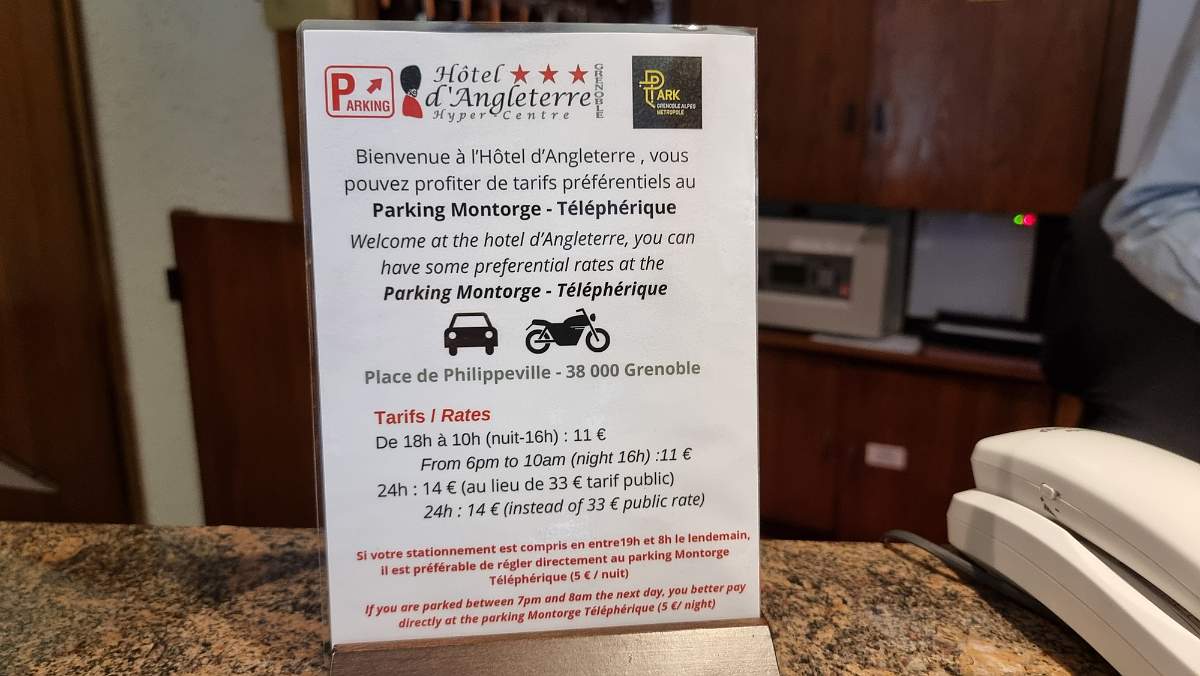 PARKING
Hôtel ★★★
d'Angleterre
GRENOBLE
Hyper Centre
PARK
GRENOBLE ALPES
MÉTROPOLE
Bienvenue à l'Hôtel d'Angleterre , vous
pouvez profiter de tarifs préférentiels au
Parking Montorge - Téléphérique
Welcome at the hotel d'Angleterre, you can
have some preferential rates at the
Parking Montorge - Téléphérique
Place de Philippeville - 38 000 Grenoble
Tarifs / Rates
De 18h à 10h (nuit-16h) : 11 €
From 6pm to 10am (night 16h) :11 €
24h : 14 € (au lieu de 33 € tarif public)
24h : 14 € (instead of 33 € public rate)
Si votre stationnement est compris en entre19h et 8h le lendemain,
il est préférable de régler directement au parking Montorge
Téléphérique (5 € / nuit)
If you are parked between 7pm and 8am the next day, you better pay
directly at the parking Montorge Téléphérique (5 €/ night)